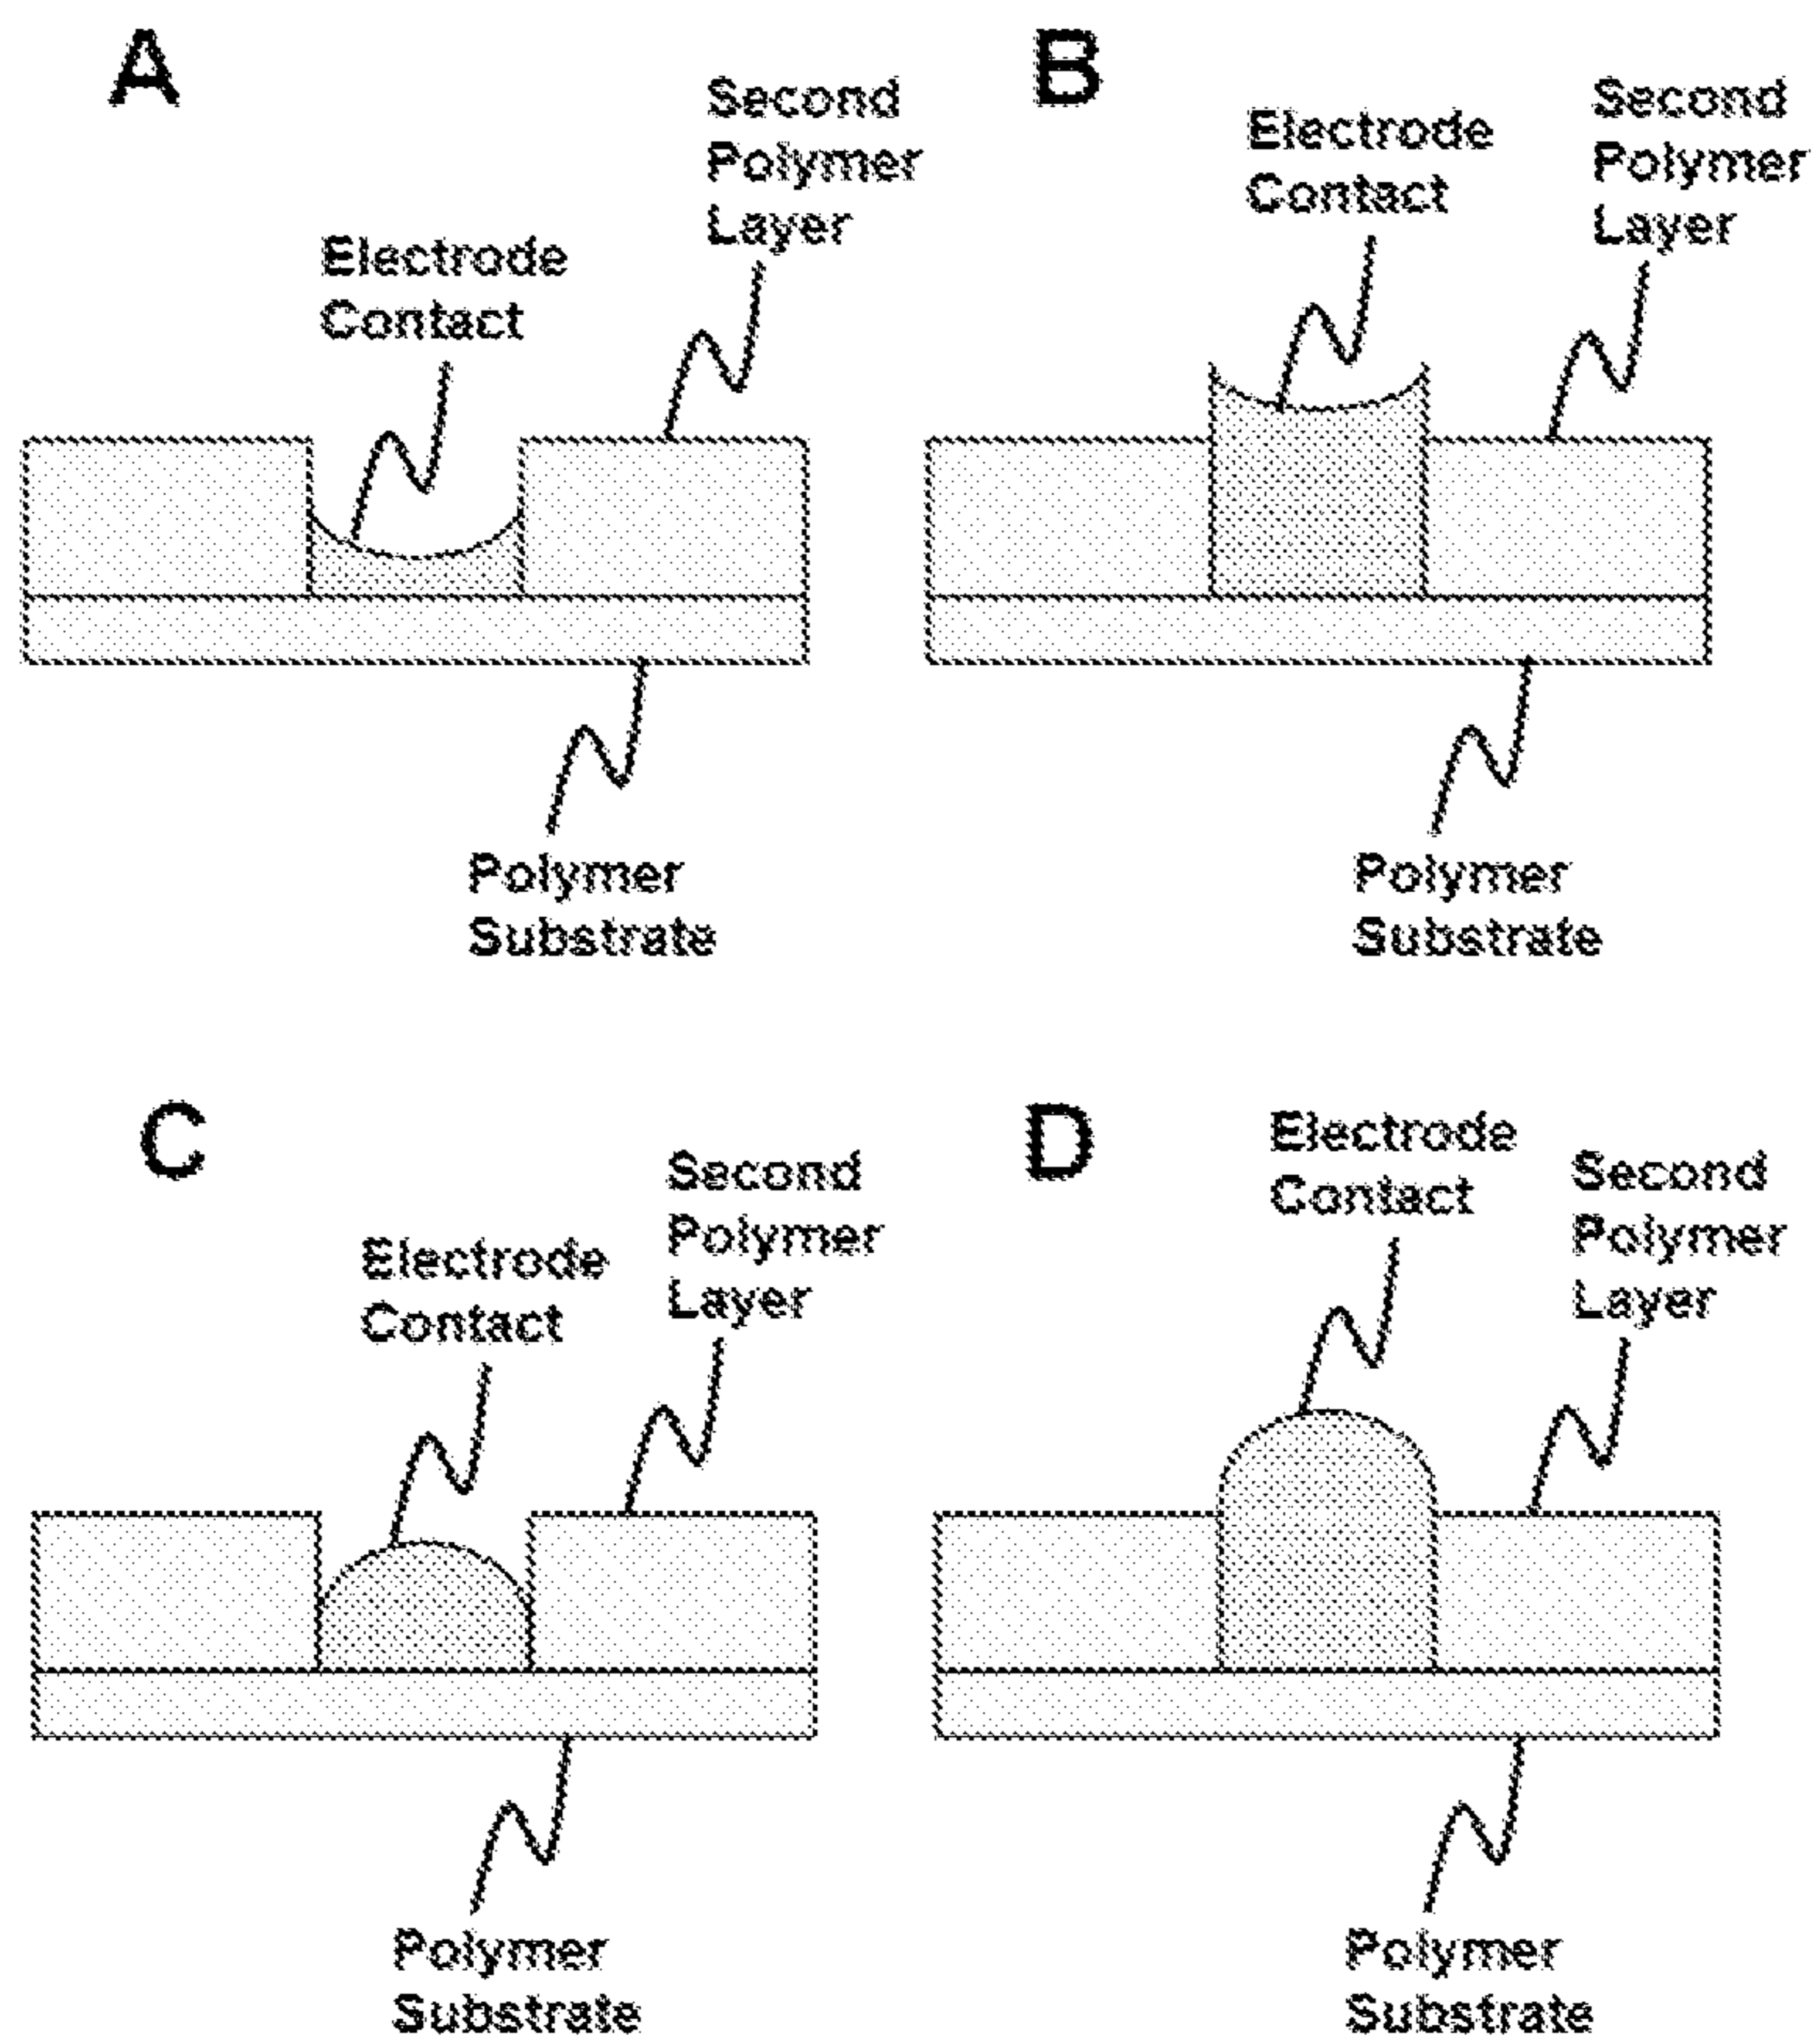 A
Second
Polymer
Layer
Electrode
Contact
Polymer
Substrate
B
Electrode
Contact
Second
Polymer
Layer
Polymer
Substrate
C
Second
Polymer
Layer
Electrode
Contact
Polymer
Substrate
D
Electrode
Contact
Second
Polymer
Layer
Polymer
Substrate